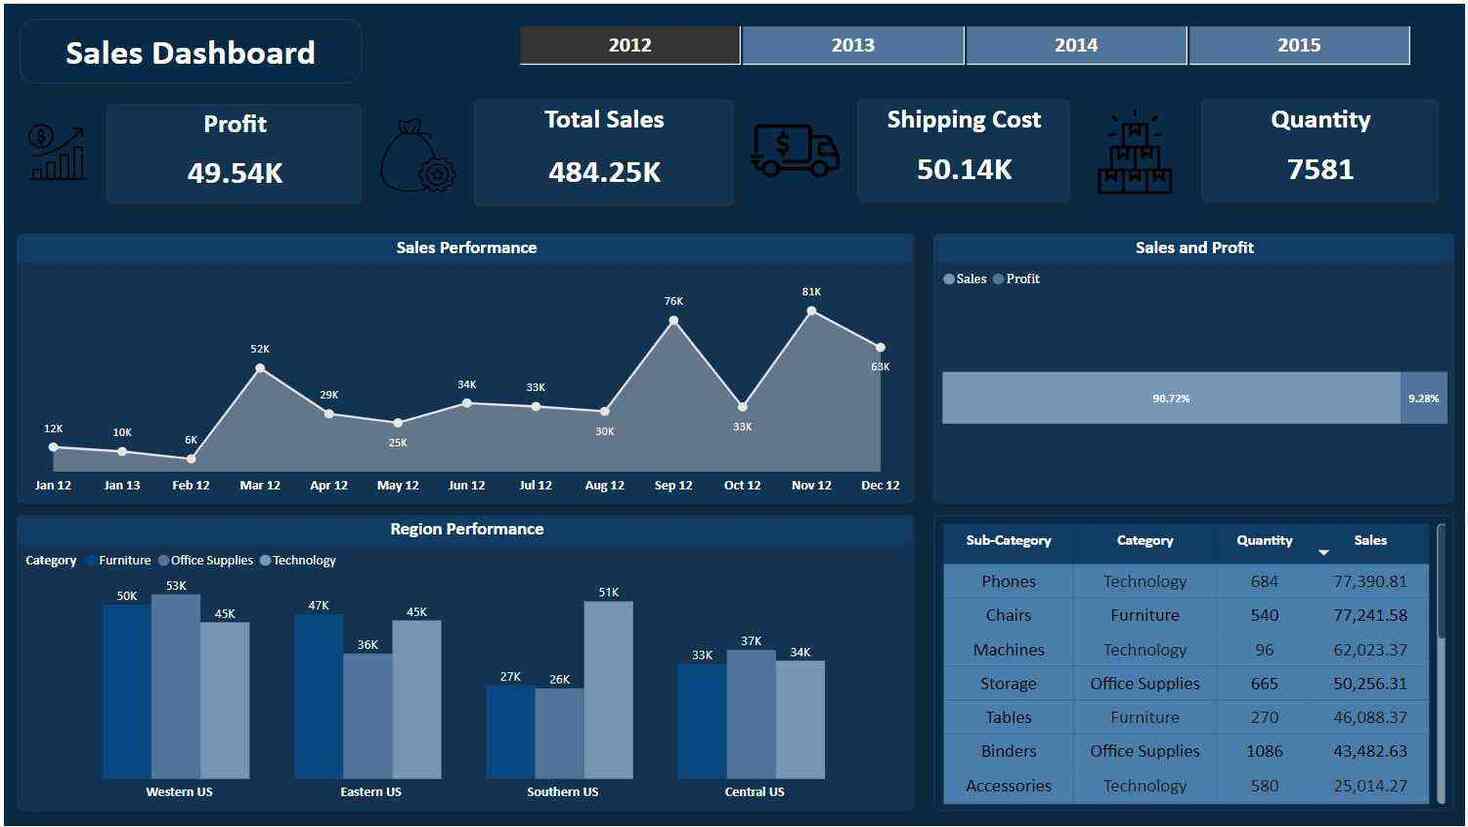 Sales Dashboard
2012 2013 2014 2015
Profit
49.54K
Total Sales
484.25K
$
Shipping Cost
50.14K
Quantity
7581
Sales Performance
12K 10K 6K 52K 29K 25K 34K 33K 30K 76K 33K 81K 63K
Jan 12 Jan 13 Feb 12 Mar 12 Apr 12 May 12 Jun 12 Jul 12 Aug 12 Sep 12 Oct 12 Nov 12 Dec 12
Sales and Profit
Sales Profit
90.72% 9.28%
Region Performance
Category Furniture Office Supplies Technology
50K 53K 45K 47K 36K 45K 27K 26K 51K 33K 37K 34K
Western US Eastern US Southern US Central US
Sub-Category Category Quantity Sales
Phones Technology 684 77,390.81
Chairs Furniture 540 77,241.58
Machines Technology 96 62,023.37
Storage Office Supplies 665 50,256.31
Tables Furniture 270 46,088.37
Binders Office Supplies 1086 43,482.63
Accessories Technology 580 25,014.27